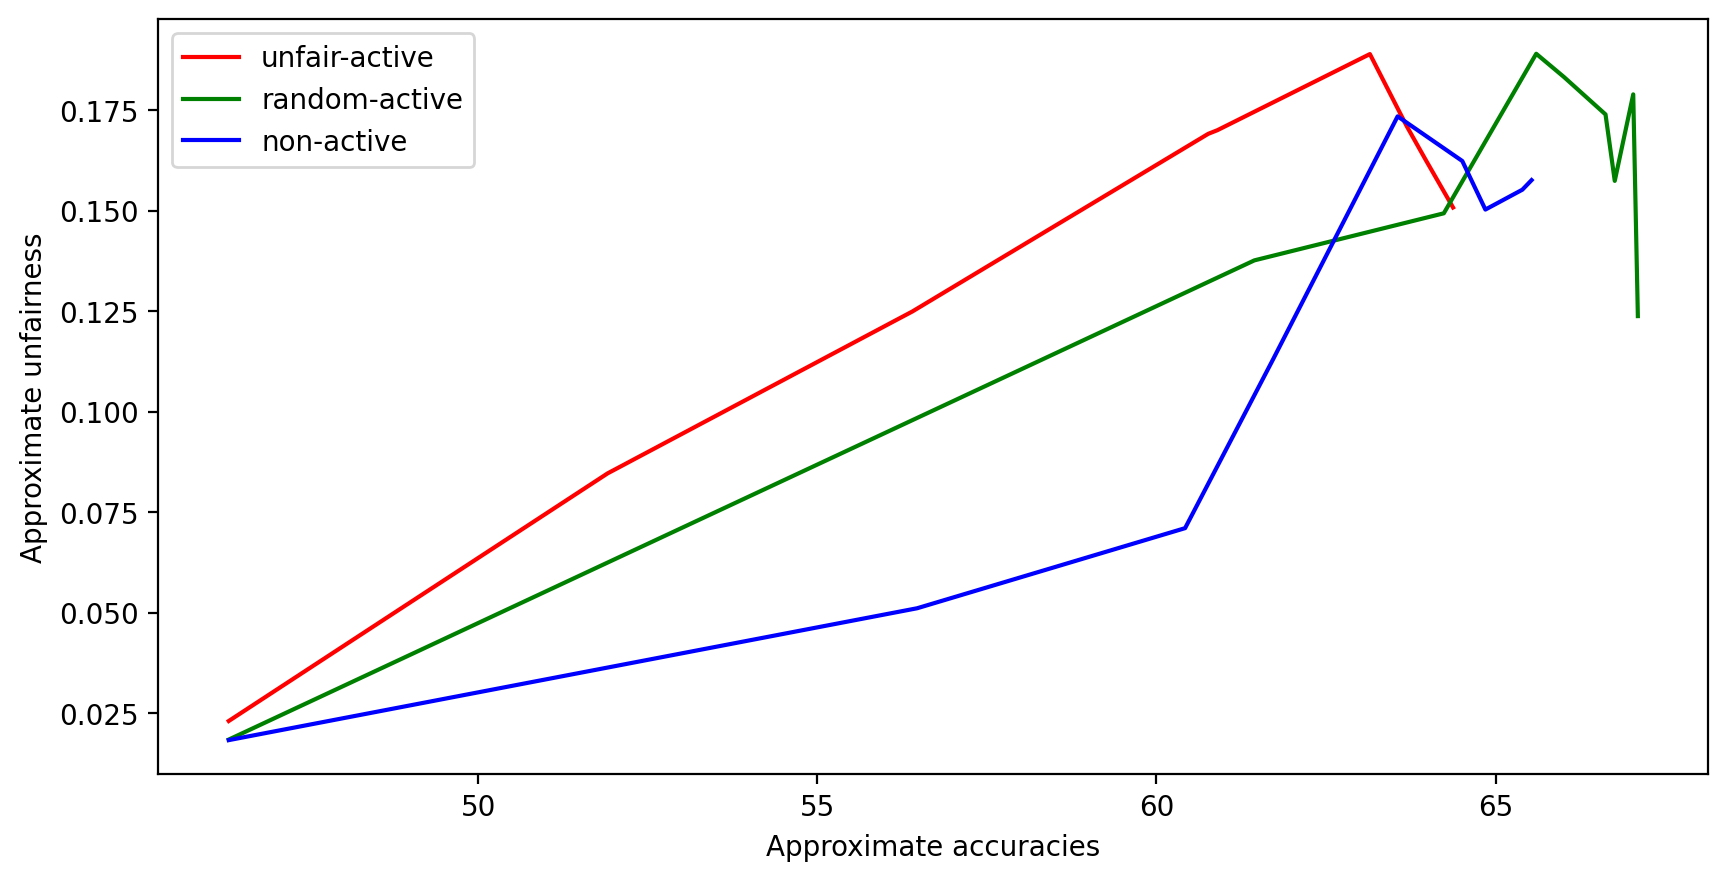 unfair-active
random-active
non-active
0.175
0.150
0.125
0.100
0.075
0.050
0.025
Approximate unfairness
50 55 60 65
Approximate accuracies